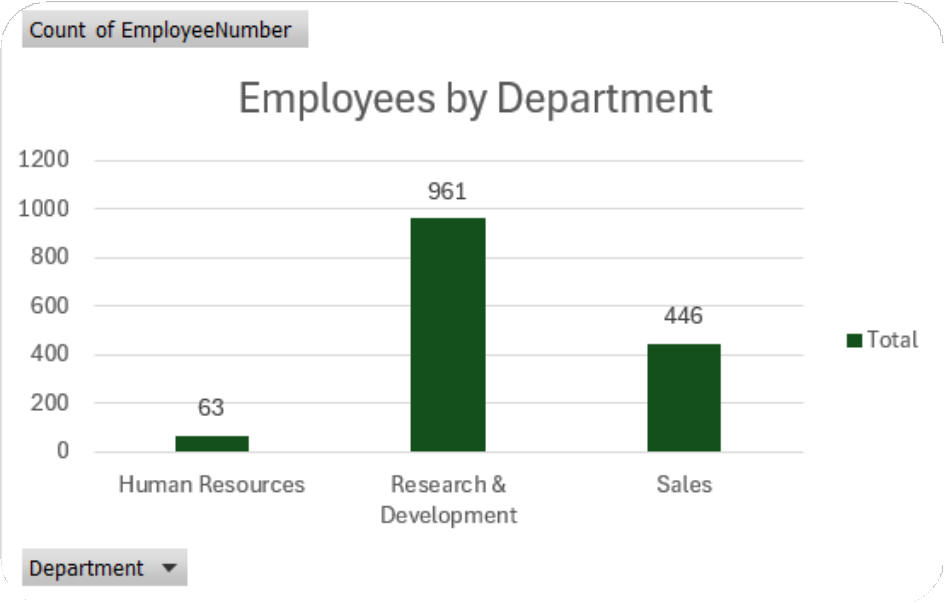 Count of EmployeeNumber
Employees by Department
1200
1000
800
600
400
200
0
961
446
63
Total
Human Resources
Research &
Development
Sales
Department